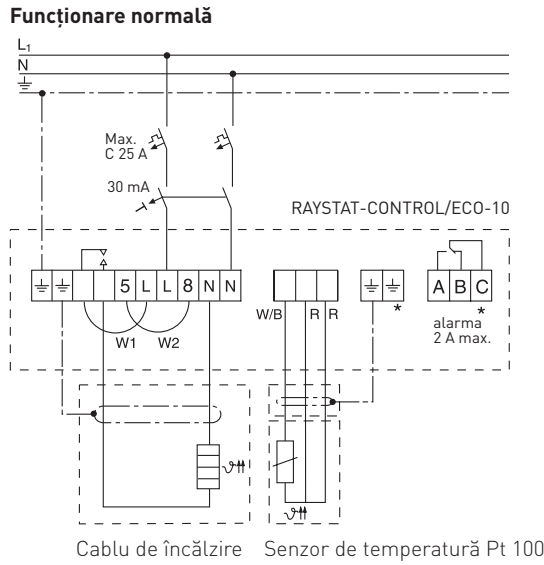 Funcționare normală
L1
N
Max.
C 25 A
30 mA
RAYSTAT-CONTROL/ECO-10
5 L L 8 N N
A B C
W/B R R
* *
alarma
2 A max.
W1 W2
Cablu de încălzire Senzor de temperatură Pt 100